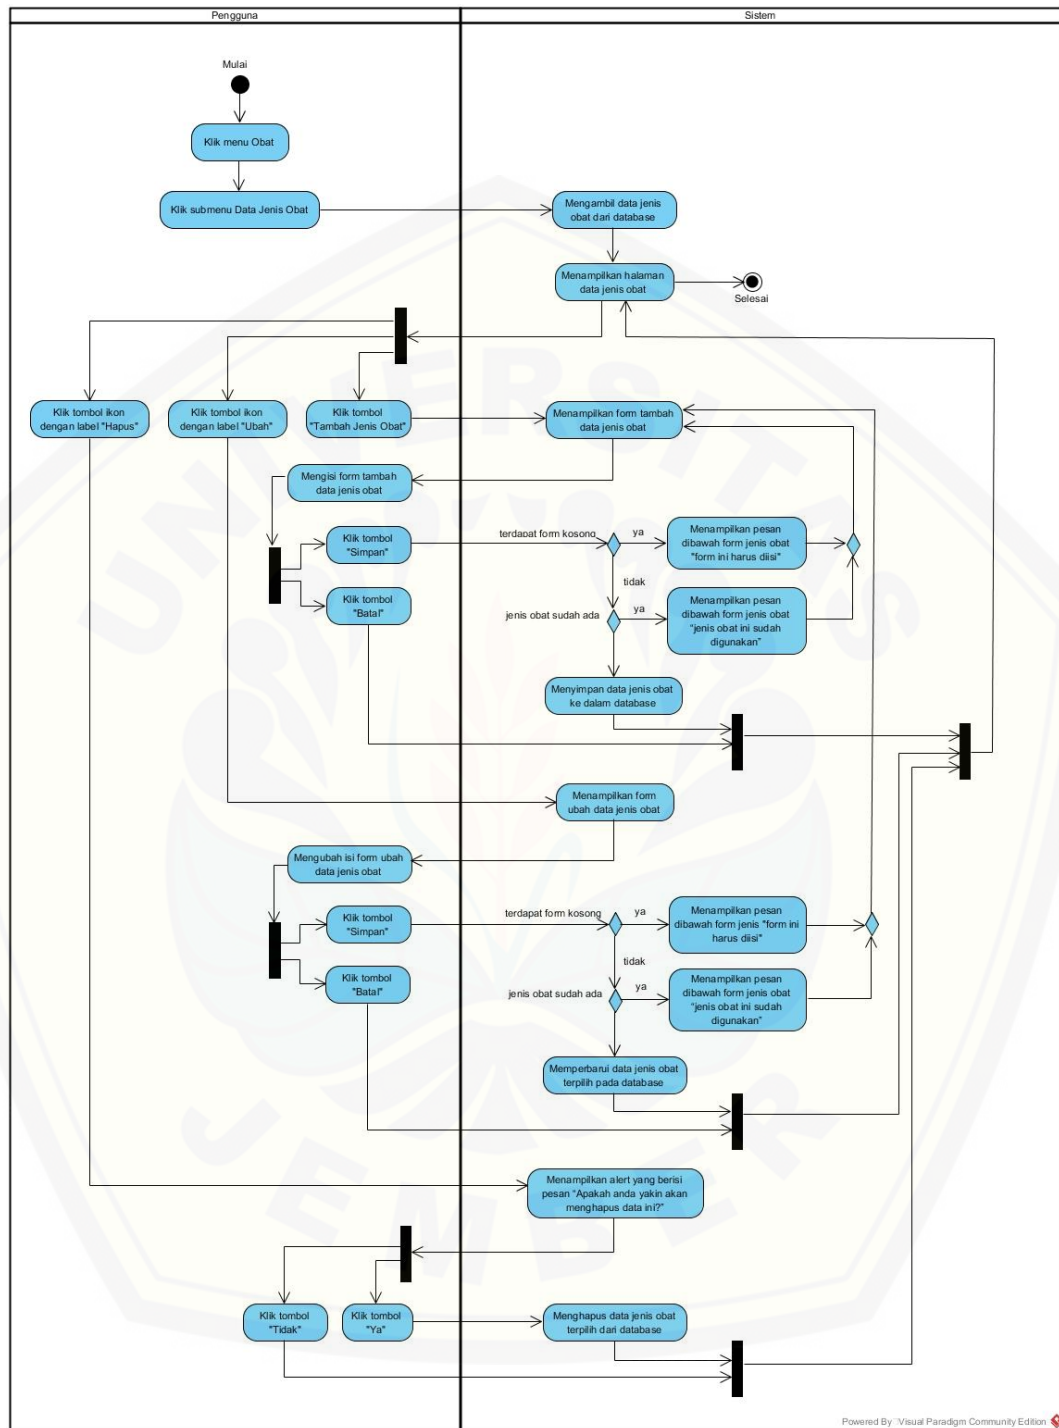 Pengguna
Sistem
Mulai
Klik menu Obat
Klik submenu Data Jenis Obat
Mengambil data jenis
obat dari database
Menampilkan halaman
data jenis obat
Selesai
Klik tombol ikon
dengan label "Hapus"
Klik tombol ikon
dengan label "Ubah"
Klik tombol
"Tambah Jenis Obat"
Menampilkan form tambah
data jenis obat
Mengisi form tambah
data jenis obat
Klik tombol
"Simpan"
terdapat form kosong
ya
Menampilkan pesan
dibawah form jenis obat
"form ini harus diisi"
tidak
Klik tombol
"Batal"
jenis obat sudah ada
ya
Menampilkan pesan
dibawah form jenis obat
“jenis obat ini sudah
digunakan”
Menyimpan data jenis obat
ke dalam database
Menampilkan form
ubah data jenis obat
Mengubah isi form ubah
data jenis obat
Klik tombol
"Simpan"
terdapat form kosong
ya
Menampilkan pesan
dibawah form jenis "form ini
harus diisi"
tidak
Klik tombol
"Batal"
jenis obat sudah ada
ya
Menampilkan pesan
dibawah form jenis obat
“jenis obat ini sudah
digunakan”
Memperbarui data jenis obat
terpilih pada database
Menampilkan alert yang berisi
pesan “Apakah anda yakin akan
menghapus data ini?”
Klik tombol
"Tidak"
Klik tombol
"Ya"
Menghapus data jenis obat
terpilih dari database
UNIVERSITAS
JEMBER
Powered By Visual Paradigm Community Edition